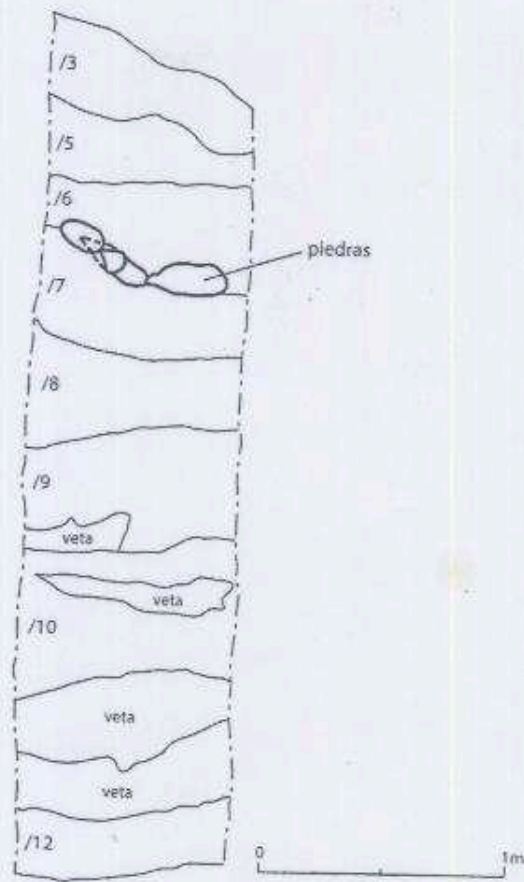 /3
/5
/6
piedras
/7
/8
/9
veta
veta
/10
veta
veta
/12
0
1m